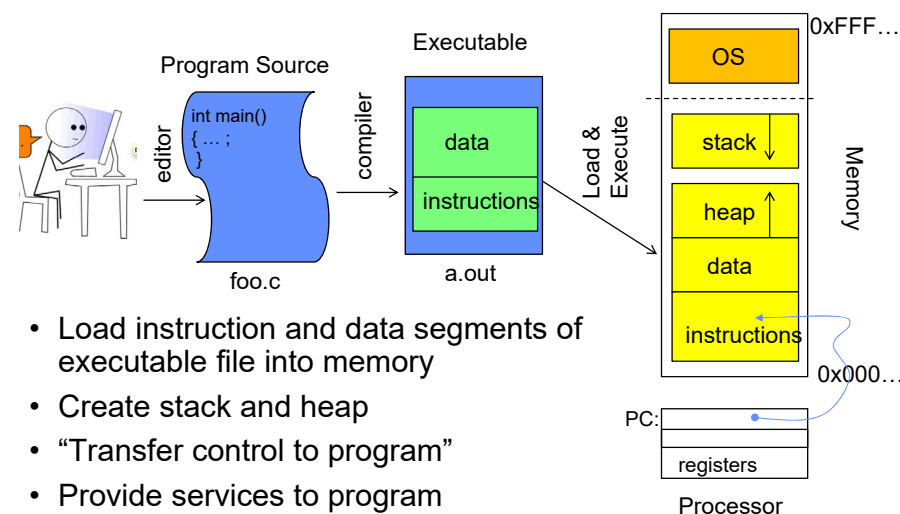 Program Source
int main()
{ … ;
}
foo.c
editor
compiler
Executable
data
instructions
a.out
Load &
Execute
0xFFF…
OS
stack
heap
data
instructions
Memory
0x000…
PC:
registers
Processor
• Load instruction and data segments of
executable file into memory
• Create stack and heap
• “Transfer control to program”
• Provide services to program